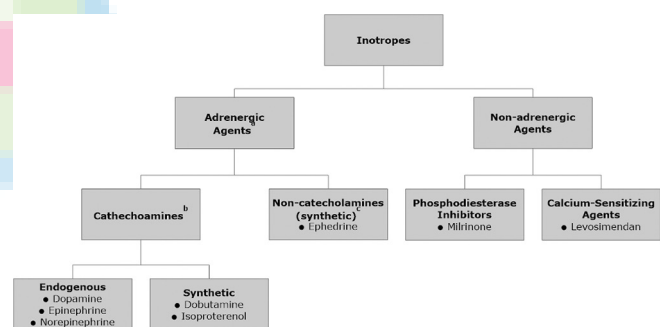 Inotropes
Adrenergic
Agents a
Non-adrenergic
Agents
Cathechoamines b
Non-catecholamines
(synthetic) c
● Ephedrine
Phosphodiesterase
Inhibitors
● Milrinone
Calcium-Sensitizing
Agents
● Levosimendan
Endogenous
● Dopamine
● Epinephrine
● Norepinephrine
Synthetic
● Dobutamine
● Isoproterenol